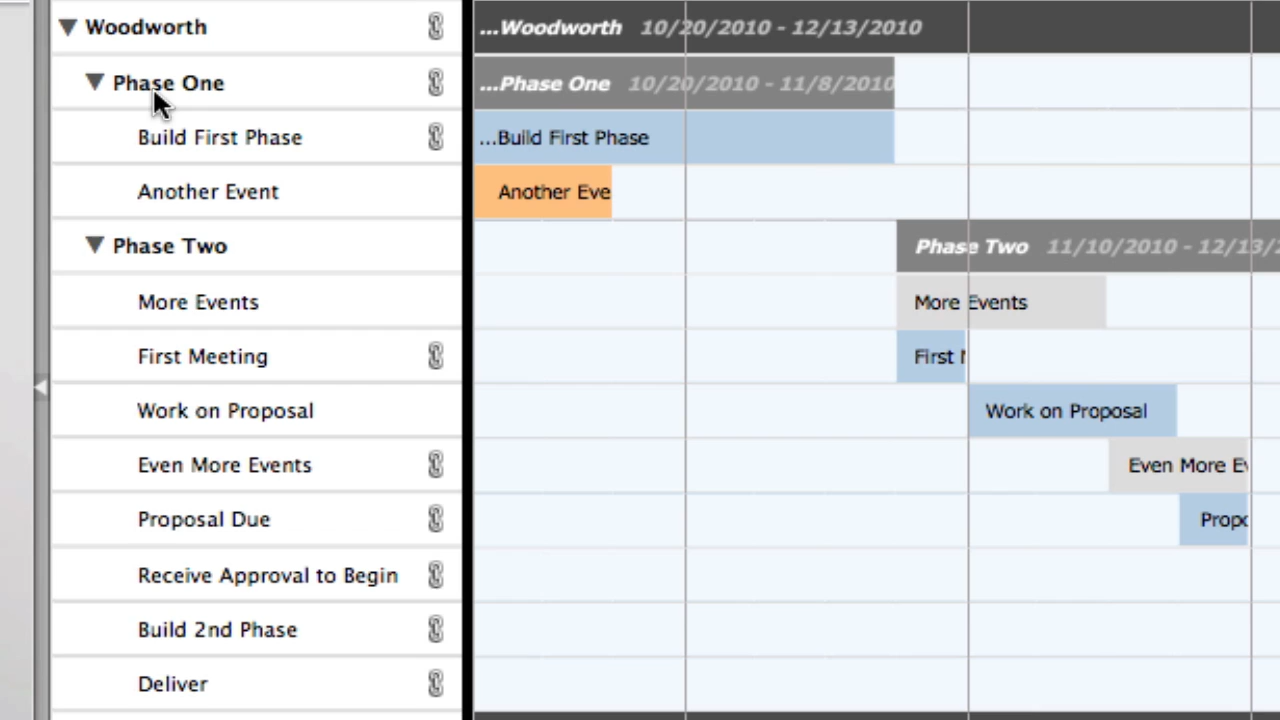 Woodworth
...Woodworth 10/20/2010 - 12/13/2010
Phase One
...Phase One 10/20/2010 - 11/8/2010
Build First Phase
...Build First Phase
Another Event
Another Eve
Phase Two
Phase Two 11/10/2010 - 12/13/
More Events
More Events
First Meeting
First
Work on Proposal
Work on Proposal
Even More Events
Even More Ev
Proposal Due
Propo
Receive Approval to Begin
Build 2nd Phase
Deliver